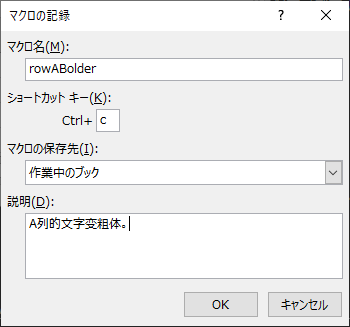 マクロの記録 ? ×
マクロ名(M):
rowABolder
ショートカット キー(K):
Ctrl+ c
マクロの保存先(I):
作業中のブック
説明(D):
A列的文字变粗体。
OK キャンセル